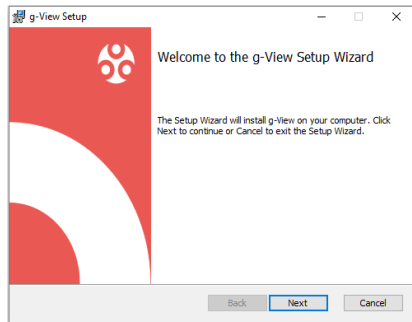 g-View Setup
Welcome to the g-View Setup Wizard
The Setup Wizard will install g-View on your computer. Click
Next to continue or Cancel to exit the Setup Wizard.
Back Next Cancel